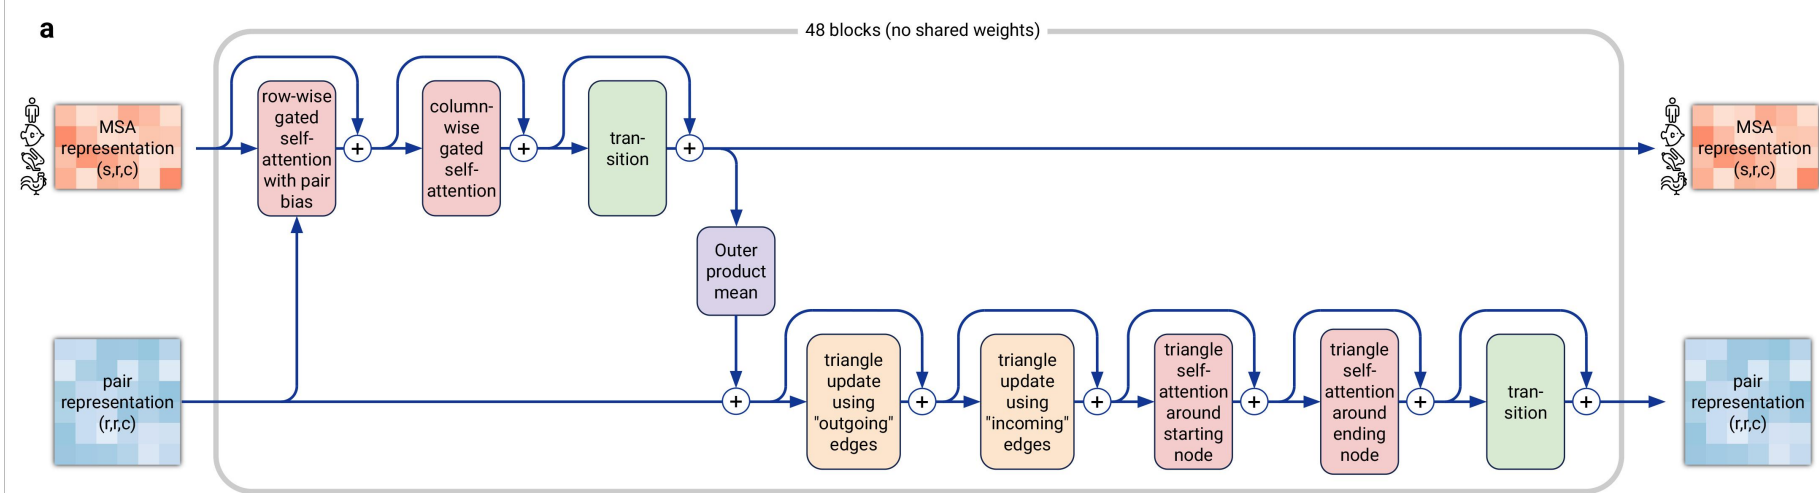 a
48 blocks (no shared weights)
MSA
representation
(s,r,c)
row-wise
gated
self-
attention
with pair
bias
+
column-
wise
gated
self-
attention
+
tran-
sition
+
MSA
representation
(s,r,c)
Outer
product
mean
pair
representation
(r,r,c)
+
triangle
update
using
"outgoing"
edges
+
triangle
update
using
"incoming"
edges
+
triangle
self-
attention
around
starting
node
+
triangle
self-
attention
around
ending
node
+
tran-
sition
+
pair
representation
(r,r,c)